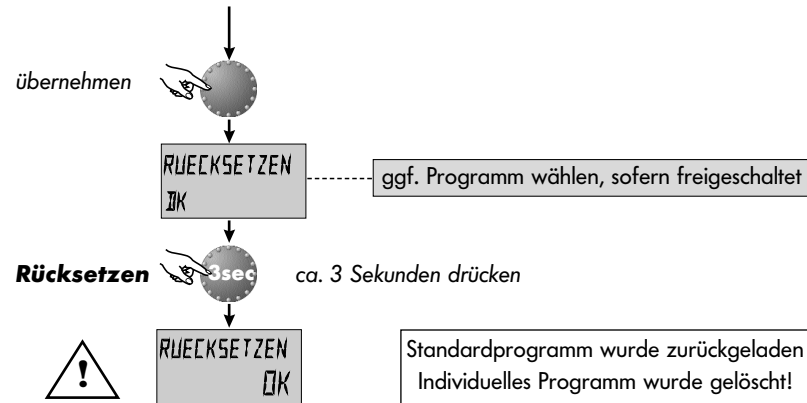 übernehmen
RUECKSETZEN
ggf. Programm wählen, sofern freigeschaltet
DK
Rücksetzen 3sec ca. 3 Sekunden drücken
RUECKSETZEN
OK
!
Standardprogramm wurde zurückgeladen
Individuelles Programm wurde gelöscht!